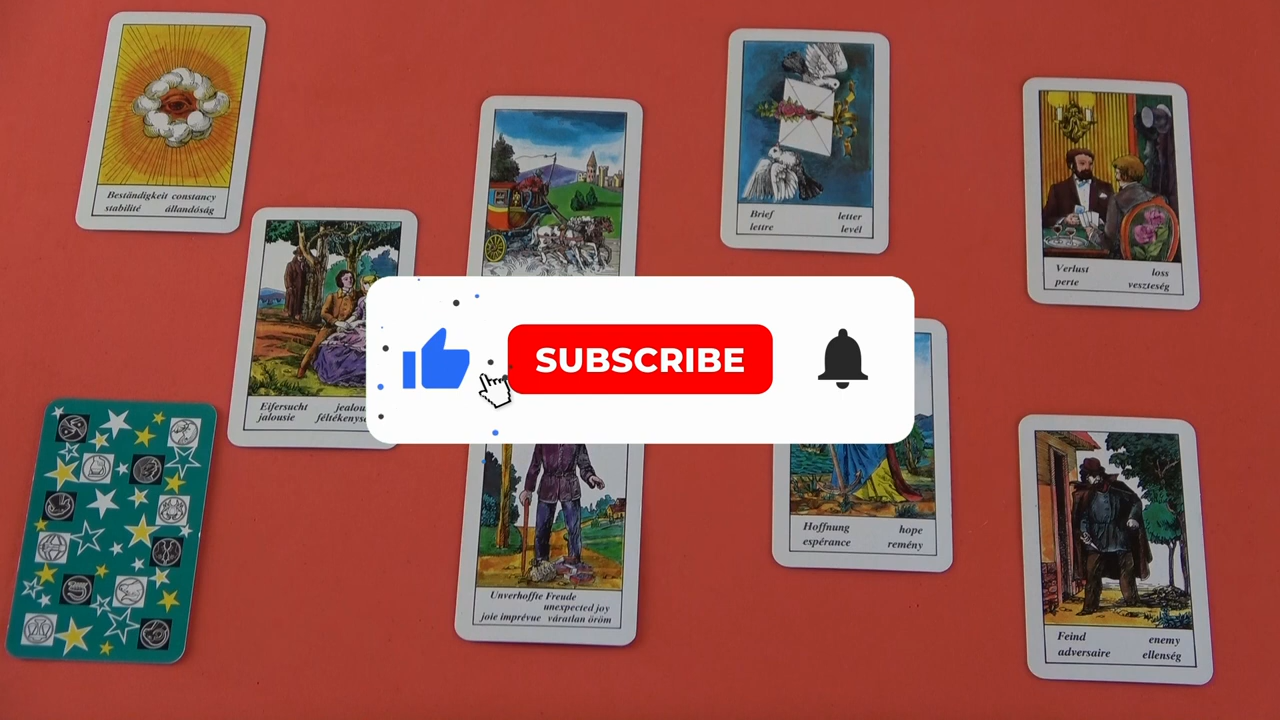 Beständigkeit constancy
stabilité állandóság
Brief letter
lettre levél
Verlust loss
perte veszteség
Eifersucht
jalousie
SUBSCRIBE
Hoffnung hope
espérance remény
Unverhoffte Freude
unexpected joy
joie imprévue váratlan öröm
Feind enemy
adversaire ellenség